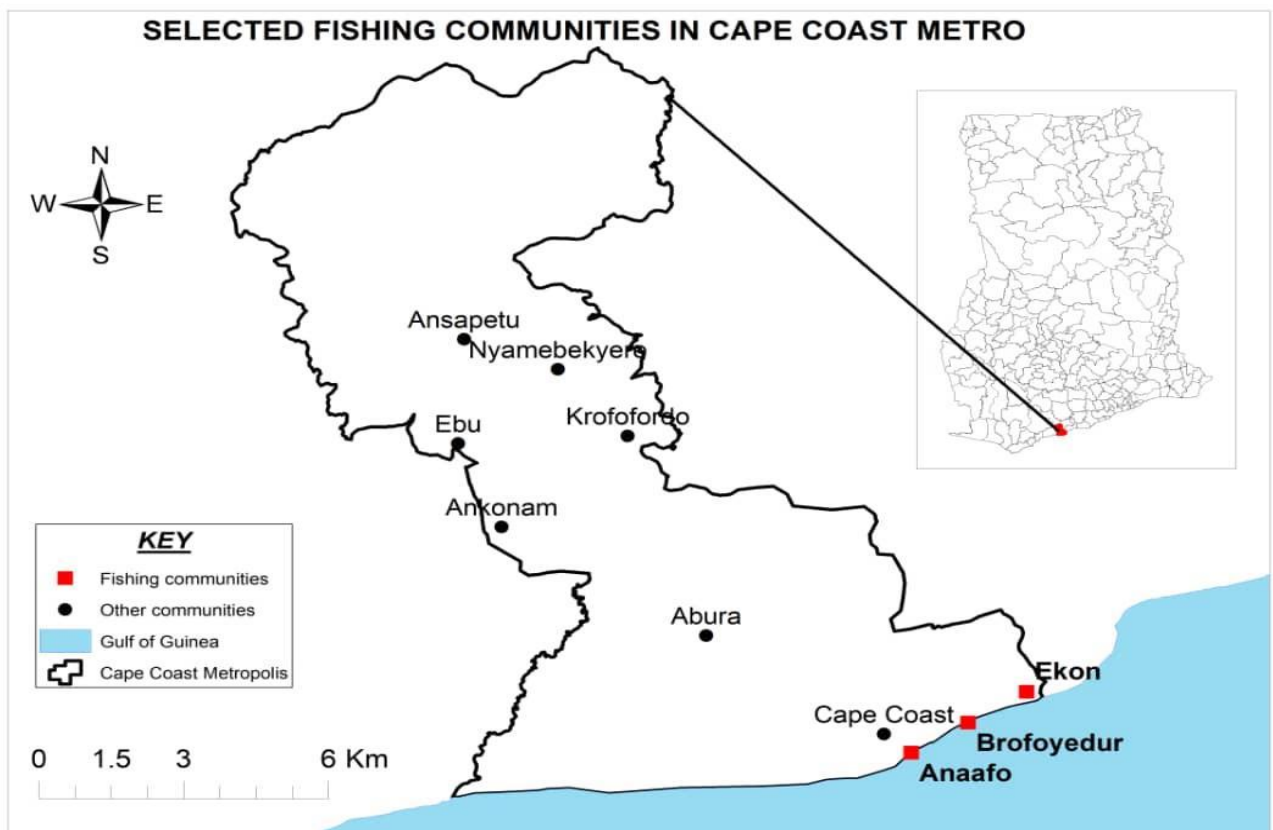 SELECTED FISHING COMMUNITIES IN CAPE COAST METRO
N
W E
S
Ansapetu
Nyamebekyere
Ebu
Krofofordo
Ankonam
Abura
Ekon
Cape Coast
Brofoyedur
Anaafo
KEY
Fishing communities
Other communities
Gulf of Guinea
Cape Coast Metropolis
0 1.5 3 6 Km